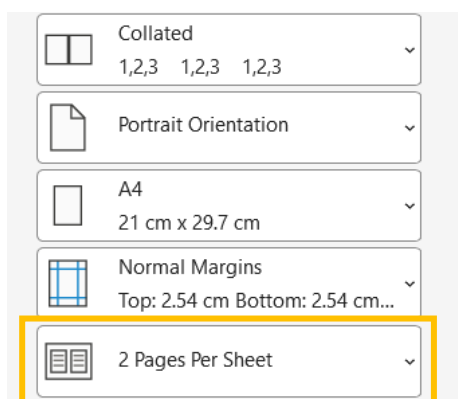 Collated
1,2,3 1,2,3 1,2,3
Portrait Orientation
A4
21 cm x 29.7 cm
Normal Margins
Top: 2.54 cm Bottom: 2.54 cm...
2 Pages Per Sheet